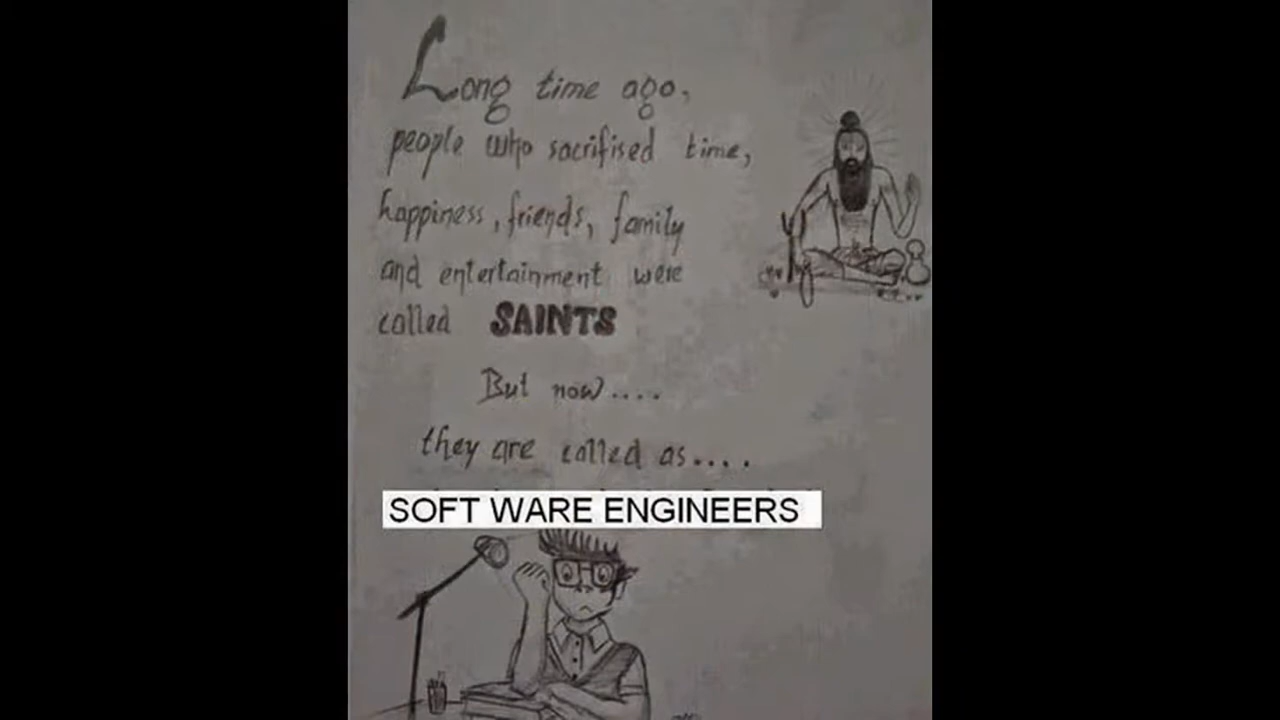 Long time ago,
people who sacrifised time,
happiness, friends, family
and entertainment were
called SAINTS
But now....
they are called as....
SOFT WARE ENGINEERS